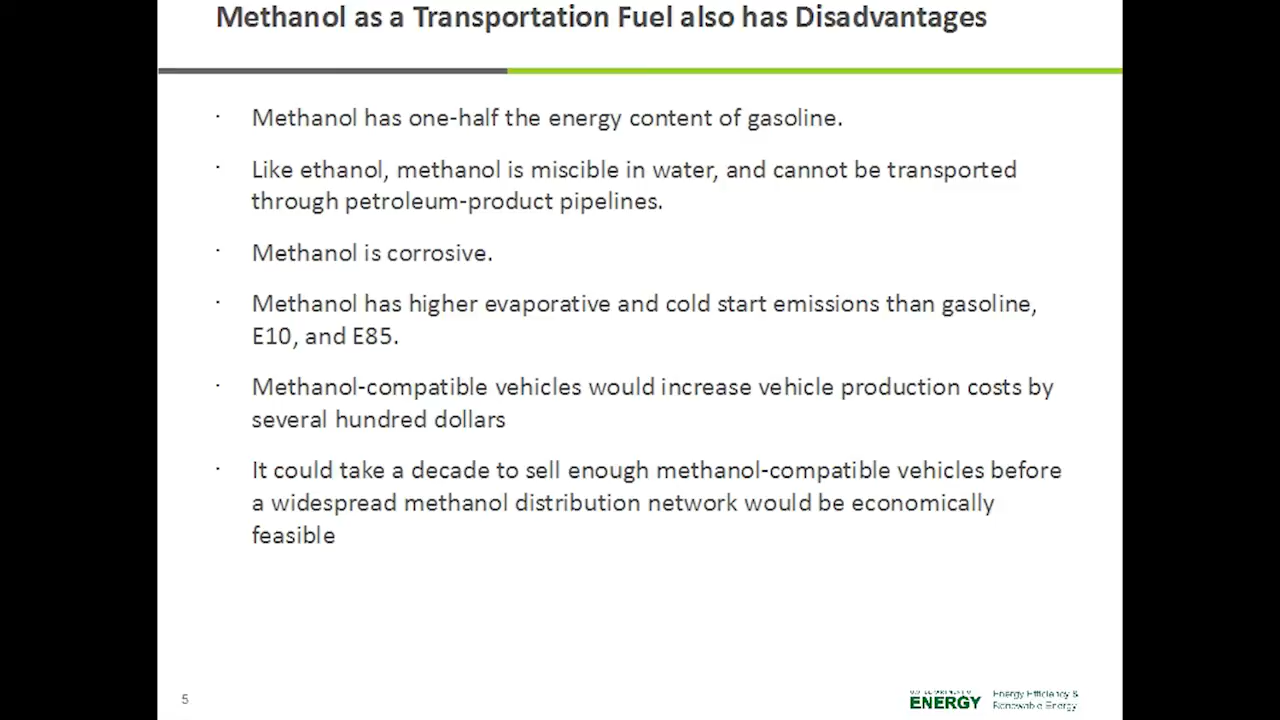 Methanol as a Transportation Fuel also has Disadvantages
· Methanol has one-half the energy content of gasoline.
· Like ethanol, methanol is miscible in water, and cannot be transported
through petroleum-product pipelines.
· Methanol is corrosive.
· Methanol has higher evaporative and cold start emissions than gasoline,
E10, and E85.
· Methanol-compatible vehicles would increase vehicle production costs by
several hundred dollars
· It could take a decade to sell enough methanol-compatible vehicles before
a widespread methanol distribution network would be economically
feasible
5
ENERGY
Energy Efficiency &
Renewable Energy